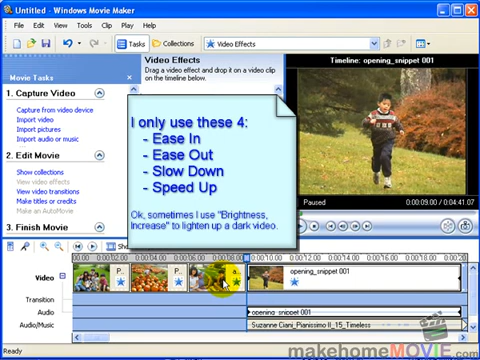 Untitled - Windows Movie Maker
File Edit View Tools Clip Play Help
Tasks Collections Video Effects
Movie Tasks
Video Effects
Drag a video effect and drop it on a video clip
on the timeline below.
Timeline: opening_snippet 001
1. Capture Video
Capture from video device
Import video
Import pictures
Import audio or music
2. Edit Movie
Show collections
View video effects
View video transitions
Make titles or credits
Make an AutoMovie
3. Finish Movie
I only use these 4:
- Ease In
- Ease Out
- Slow Down
- Speed Up
Ok, sometimes I use "Brightness,
Increase" to lighten up a dark video.
Paused
0:00:09.00 / 0:04:41.07
Video
P...
P...
a...
opening_snippet 001
Transition
Audio
opening_snippet 001
Audio/Music
Suzanne Ciani_Pianissimo II_15_Timeless
makehomeMOVIE.com